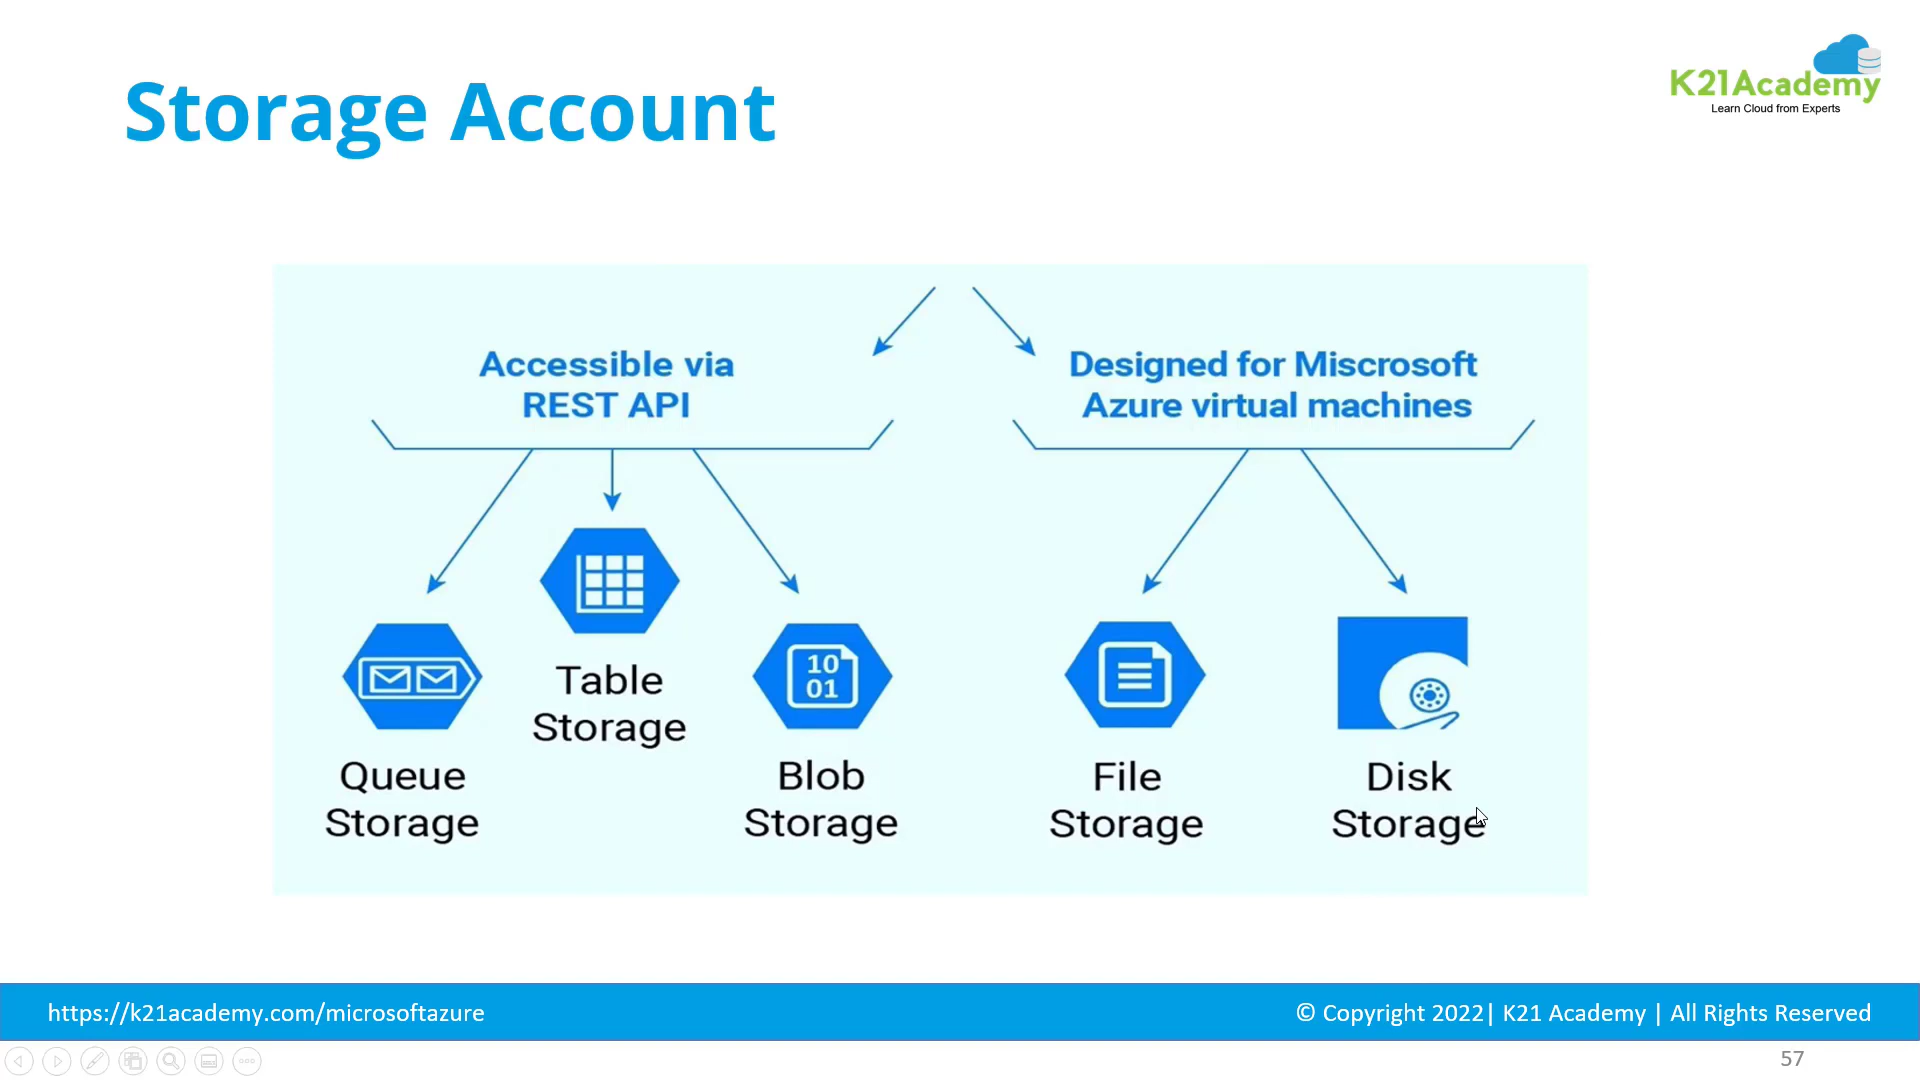 Storage Account
K21Academy
Learn Cloud from Experts
Accessible via
REST API
Designed for Miscrosoft
Azure virtual machines
Table
Storage
10
01
Queue
Storage
Blob
Storage
File
Storage
Disk
Storage
https://k21academy.com/microsoftazure
© Copyright 2022| K21 Academy | All Rights Reserved
57